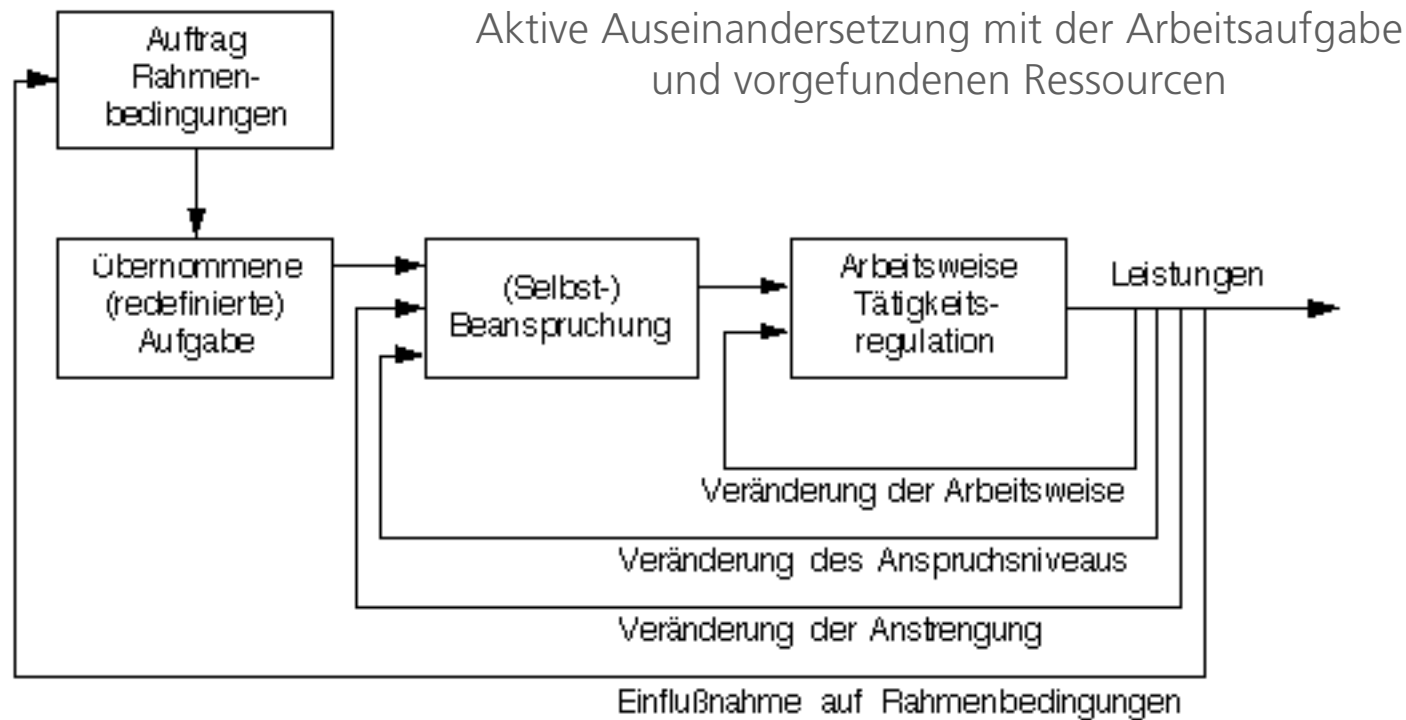 Aktive Auseinandersetzung mit der Arbeitsaufgabe
und vorgefundenen Ressourcen
Auftrag
Rahmen-
bedingungen
Übernommene
(redefinierte)
Aufgabe
(Selbst-)
Beanspruchung
Arbeitsweise
Tätigkeits-
regulation
Leistungen
Veränderung der Arbeitsweise
Veränderung des Anspruchsniveaus
Veränderung der Anstrengung
Einflußnahme auf Rahmenbedingungen